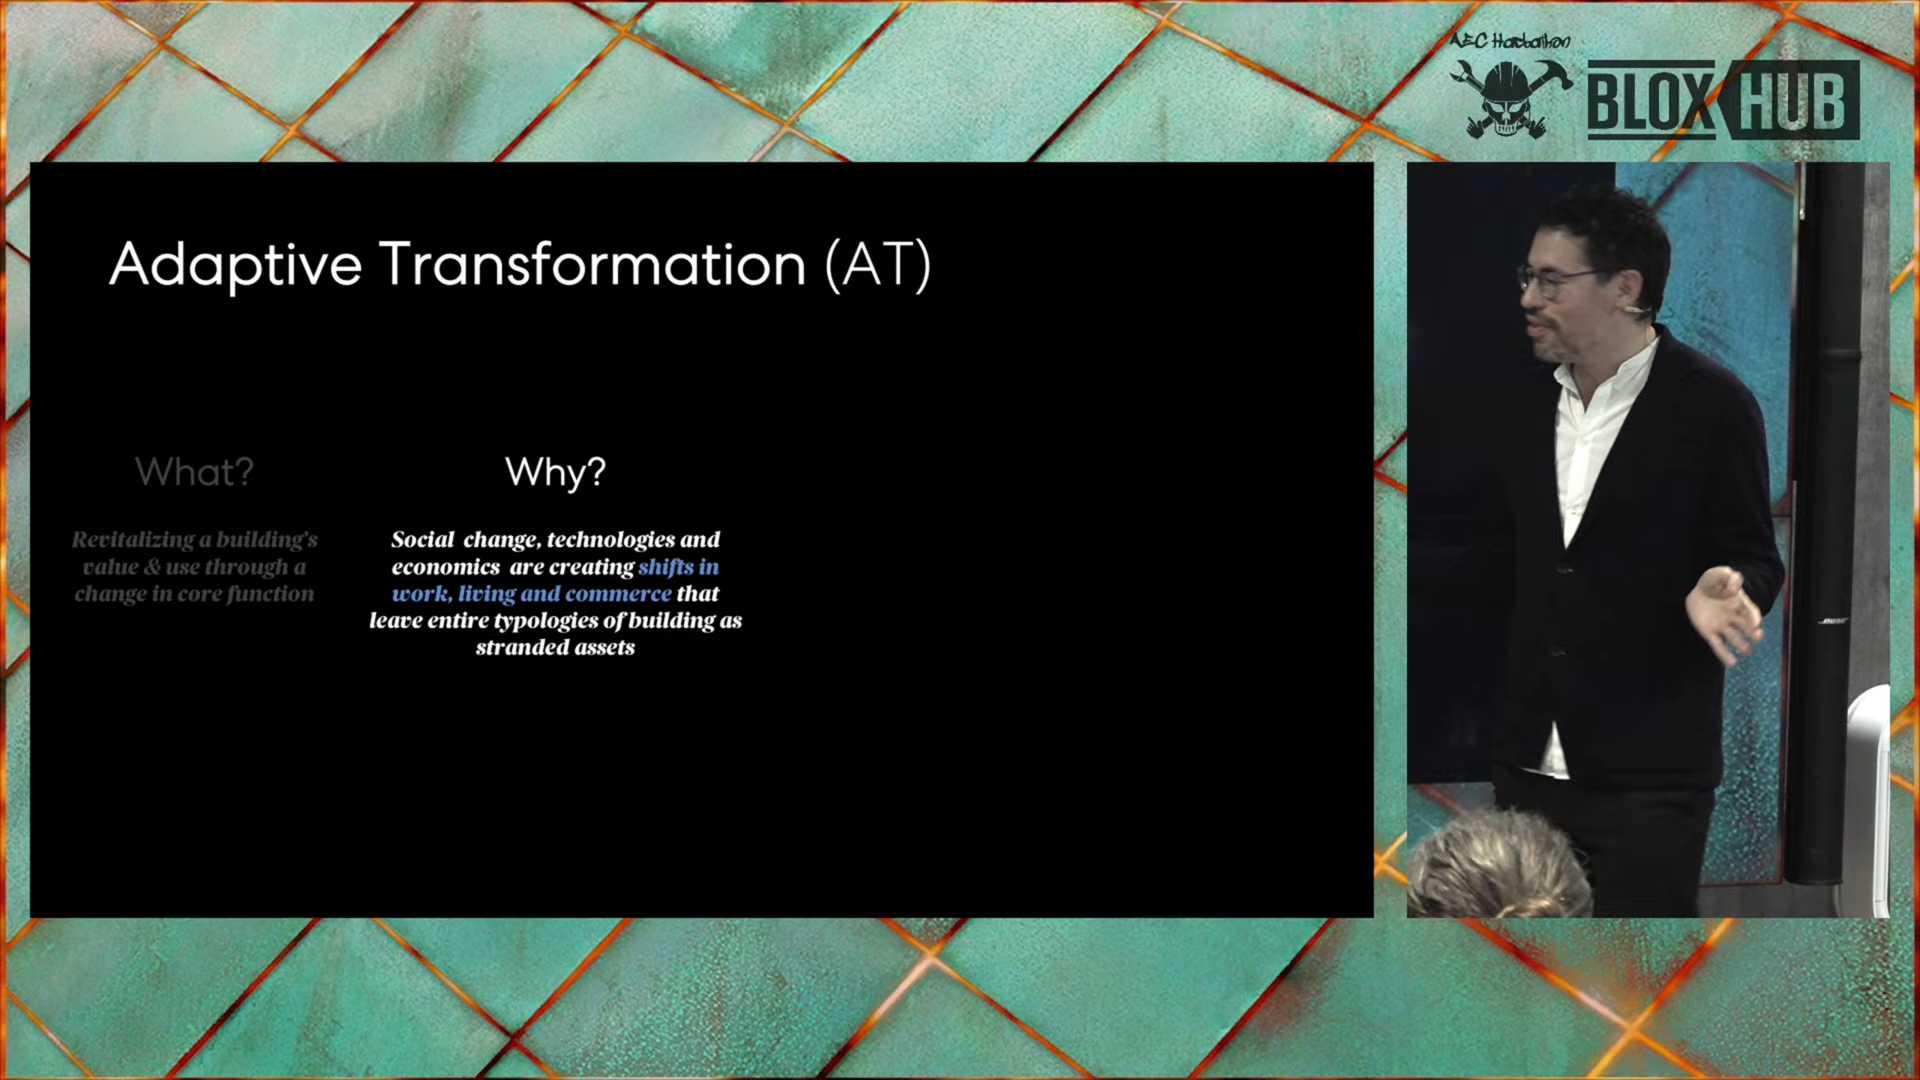 AEC Hackathon
BLOX HUB
Adaptive Transformation (AT)
What?
Revitalizing a building's
value & use through a
change in core function
Why?
Social  change, technologies and
economics  are creating shifts in
work, living and commerce that
leave entire typologies of building as
stranded assets
BOSE